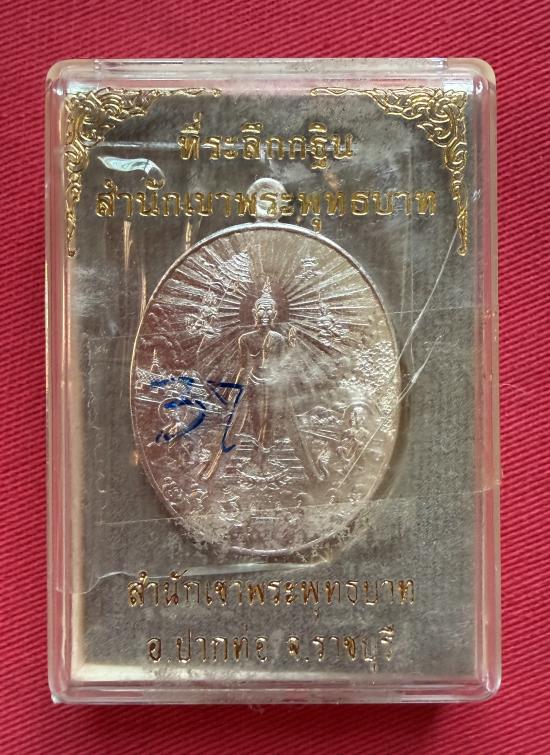 ที่ระลึกกฐิน
สำนักเขาพระพุทธบาท
สำนักเขาพระพุทธบาท
อ.ปากท่อ จ.ราชบุรี